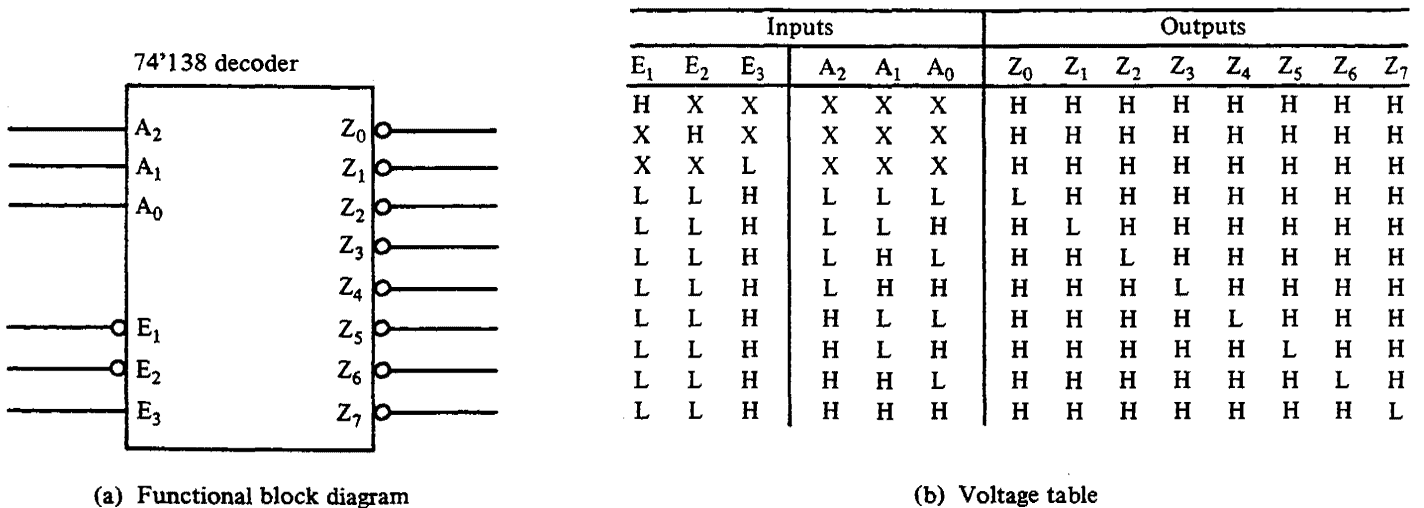 74'138 decoder
A₂
A₁
A₀
E₁
E₂
E₃
Z₀
Z₁
Z₂
Z₃
Z₄
Z₅
Z₆
Z₇
(a) Functional block diagram
Inputs Outputs
E₁ E₂ E₃ A₂ A₁ A₀ Z₀ Z₁ Z₂ Z₃ Z₄ Z₅ Z₆ Z₇
H X X X X X H H H H H H H H
X H X X X X H H H H H H H H
X X L X X X H H H H H H H H
L L H L L L L H H H H H H H
L L H L L H H L H H H H H H
L L H L H L H H L H H H H H
L L H L H H H H H L H H H H
L L H H L L H H H H L H H H
L L H H L H H H H H H L H H
L L H H H L H H H H H H L H
L L H H H H H H H H H H H L
(b) Voltage table